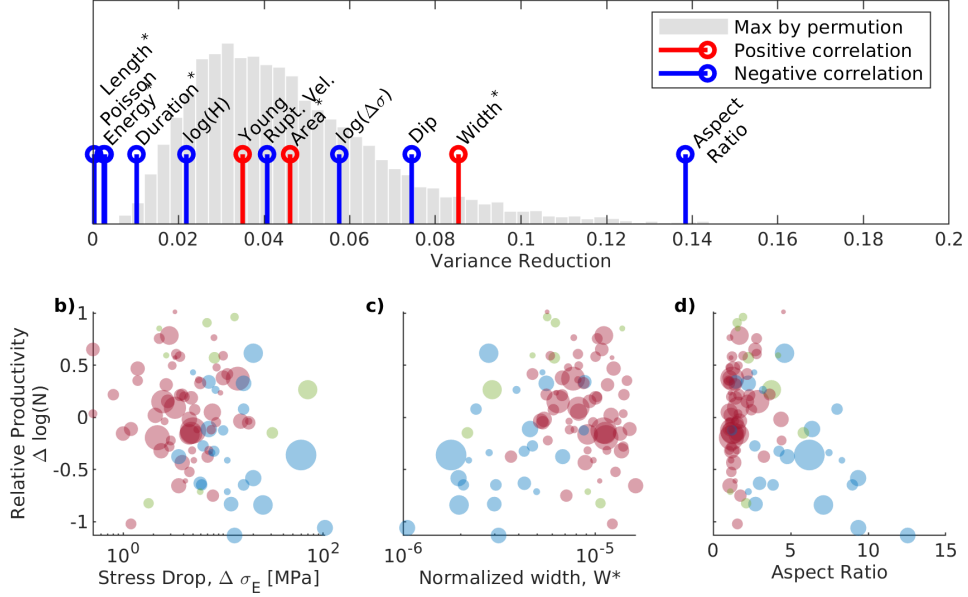 Max by permution
Positive correlation
Negative correlation
Length*
Poisson
Energy*
Duration*
log(H)
Young
Rupt. Vel.
Area*
log(Δσ)
Dip
Width*
Aspect
Ratio
0 0.02 0.04 0.06 0.08 0.1 0.12 0.14 0.16 0.18 0.2
Variance Reduction
b) c) d)
1
0.5
0
-0.5
-1
Relative Productivity
Δ log(N)
10^0 10^2
Stress Drop, Δ σ_E [MPa]
10^-6 10^-5
Normalized width, W*
0 5 10 15
Aspect Ratio